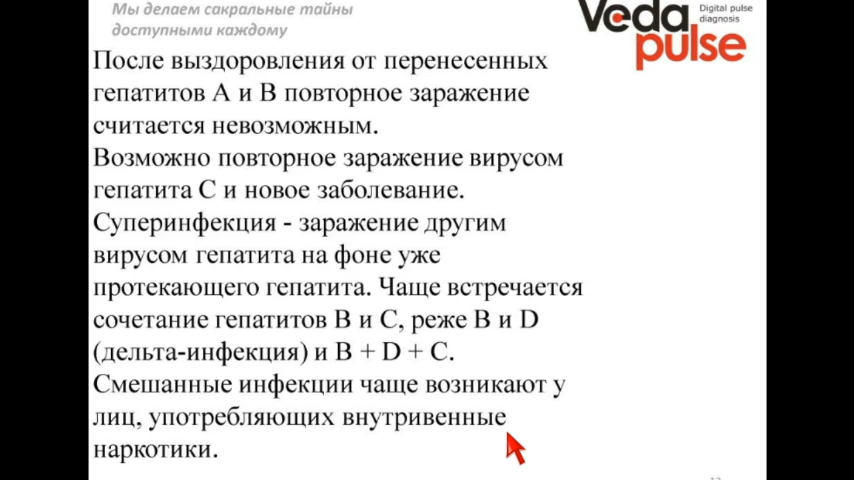 Мы делаем сакральные тайны
доступными каждому
Veda
pulse
Digital pulse
diagnosis
После выздоровления от перенесенных
гепатитов А и В повторное заражение
считается невозможным.
Возможно повторное заражение вирусом
гепатита С и новое заболевание.
Суперинфекция - заражение другим
вирусом гепатита на фоне уже
протекающего гепатита. Чаще встречается
сочетание гепатитов В и С, реже В и D
(дельта-инфекция) и В + D + С.
Смешанные инфекции чаще возникают у
лиц, употребляющих внутривенные
наркотики.